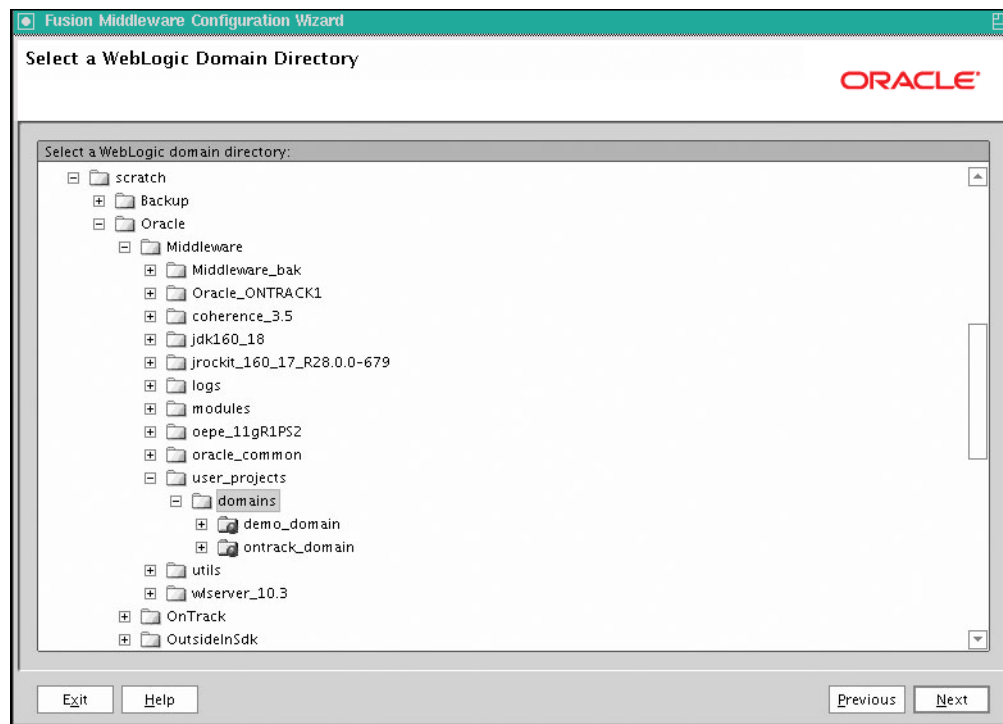 Fusion Middleware Configuration Wizard
Select a WebLogic Domain Directory
ORACLE
Select a WebLogic domain directory:
scratch
Backup
Oracle
Middleware
Middleware_bak
Oracle_ONTRACK1
coherence_3.5
jdk160_18
jrockit_160_17_R28.0.0-679
logs
modules
oepe_11gR1PS2
oracle_common
user_projects
domains
demo_domain
ontrack_domain
utils
wlserver_10.3
OnTrack
OutsideInSdk
Exit Help Previous Next